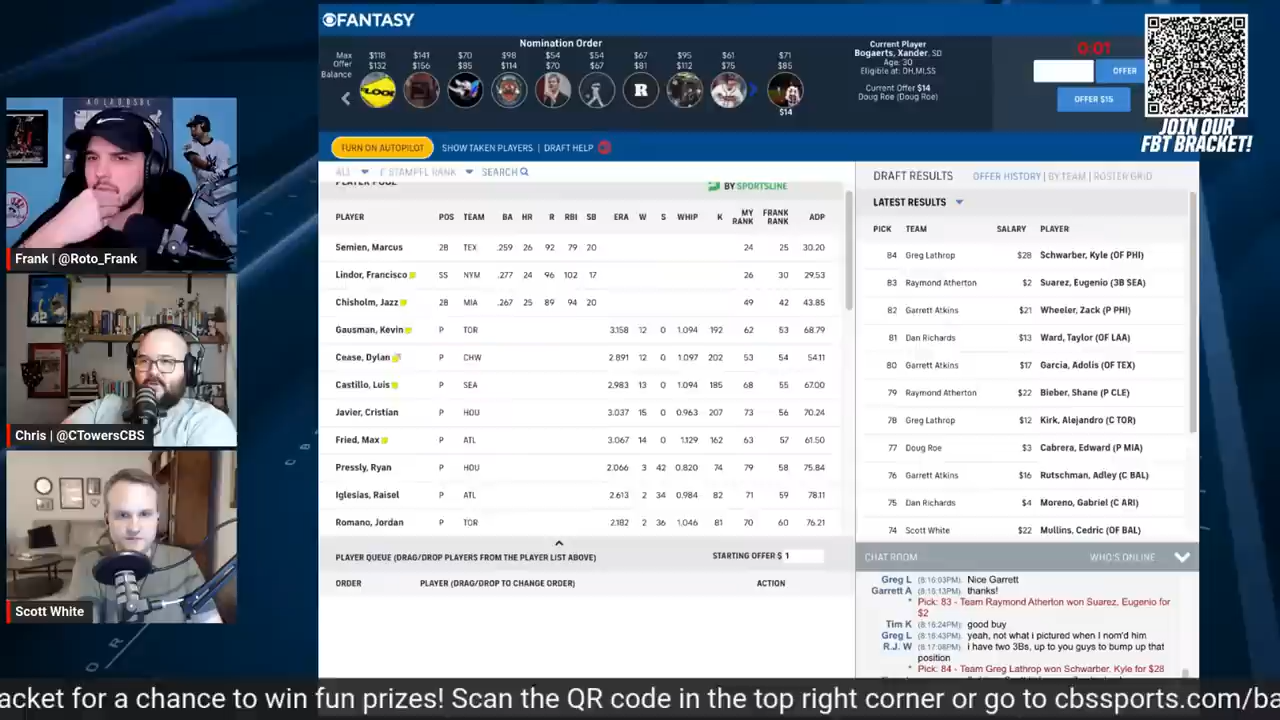 FANTASY
Nomination Order
Max Offer $118 $141 $70 $98 $54 $54 $67 $95 $61 $71
Balance $132 $156 $85 $114 $70 $67 $81 $112 $75 $85
R
$14
Current Player
Bogaerts, Xander, SD
Age: 30
Eligible at: DH,MI,SS
Current Offer $14
Doug Roe (Doug Roe)
0:01
OFFER
OFFER $15
JOIN OUR
FBT BRACKET!
TURN ON AUTOPILOT SHOW TAKEN PLAYERS | DRAFT HELP
ALL F STAMPFL RANK SEARCH
PLAYER POOL BY SPORTSLINE
PLAYER POS TEAM BA HR R RBI SB ERA W S WHIP K MY RANK FRANK RANK ADP
Semien, Marcus 2B TEX .259 26 92 79 20 24 25 30.20
Lindor, Francisco SS NYM .277 24 96 102 17 26 30 29.53
Chisholm, Jazz 2B MIA .267 25 89 94 20 49 42 43.85
Gausman, Kevin P TOR 3.158 12 0 1.094 192 62 53 68.79
Cease, Dylan P CHW 2.891 12 0 1.097 202 53 54 54.11
Castillo, Luis P SEA 2.983 13 0 1.094 185 68 55 67.00
Javier, Cristian P HOU 3.037 15 0 0.963 207 73 56 70.24
Fried, Max P ATL 3.067 14 0 1.129 162 63 57 61.50
Pressly, Ryan P HOU 2.066 3 42 0.820 74 79 58 75.84
Iglesias, Raisel P ATL 2.613 2 34 0.984 82 71 59 78.11
Romano, Jordan P TOR 2.182 2 36 1.046 81 70 60 76.21
PLAYER QUEUE (DRAG/DROP PLAYERS FROM THE PLAYER LIST ABOVE) STARTING OFFER $ 1
ORDER PLAYER (DRAG/DROP TO CHANGE ORDER) ACTION
DRAFT RESULTS OFFER HISTORY | BY TEAM | ROSTER GRID
LATEST RESULTS
PICK TEAM SALARY PLAYER
84 Greg Lathrop $28 Schwarber, Kyle (OF PHI)
83 Raymond Atherton $2 Suarez, Eugenio (3B SEA)
82 Garrett Atkins $21 Wheeler, Zack (P PHI)
81 Dan Richards $13 Ward, Taylor (OF LAA)
80 Garrett Atkins $17 Garcia, Adolis (OF TEX)
79 Raymond Atherton $22 Bieber, Shane (P CLE)
78 Greg Lathrop $12 Kirk, Alejandro (C TOR)
77 Doug Roe $3 Cabrera, Edward (P MIA)
76 Garrett Atkins $16 Rutschman, Adley (C BAL)
75 Dan Richards $4 Moreno, Gabriel (C ARI)
74 Scott White $22 Mullins, Cedric (OF BAL)
CHAT ROOM WHO'S ONLINE
Greg L (8:16:03PM): Nice Garrett
Garrett A (8:15:13PM): thanks!
* Pick: 83 - Team Raymond Atherton won Suarez, Eugenio for
$2
Tim K (8:16:24PM): good buy
Greg L (8:16:43PM): yeah, not what i pictured when I nom'd him
R.J. W (8:17:08PM): i have two 3Bs, up to you guys to bump up that
position
* Pick: 84 - Team Greg Lathrop won Schwarber, Kyle for $28
Frank | @Roto_Frank
Chris | @CTowersCBS
Scott White
acket for a chance to win fun prizes! Scan the QR code in the top right corner or go to cbssports.com/ba